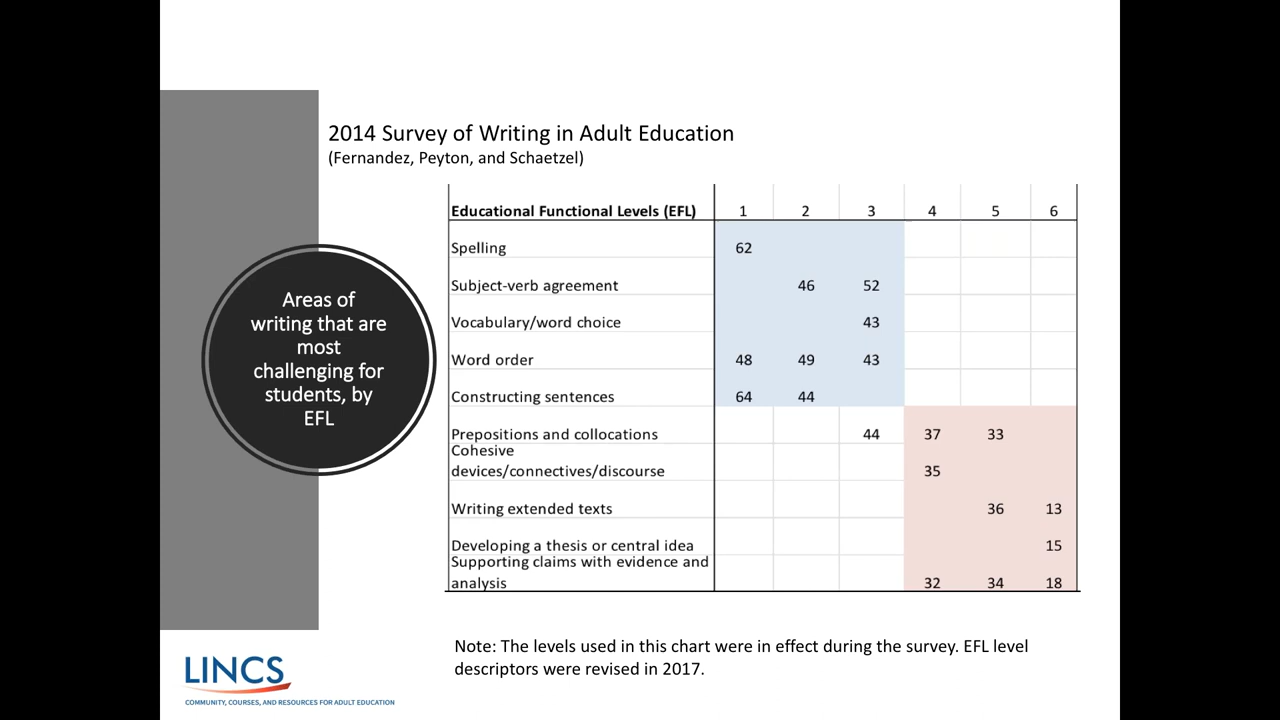 2014 Survey of Writing in Adult Education
(Fernandez, Peyton, and Schaetzel)
Areas of
writing that are
most
challenging for
students, by
EFL
Educational Functional Levels (EFL) 1 2 3 4 5 6
Spelling 62
Subject-verb agreement 46 52
Vocabulary/word choice 43
Word order 48 49 43
Constructing sentences 64 44
Prepositions and collocations 44 37 33
Cohesive
devices/connectives/discourse 35
Writing extended texts 36 13
Developing a thesis or central idea 15
Supporting claims with evidence and
analysis 32 34 18
Note: The levels used in this chart were in effect during the survey. EFL level
descriptors were revised in 2017.
LINCS
COMMUNITY, COURSES, AND RESOURCES FOR ADULT EDUCATION